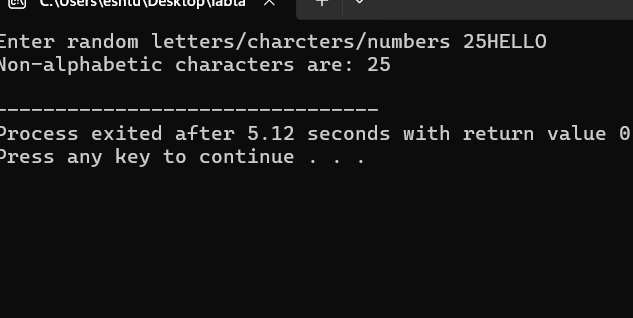 C:\Users\eshtu\Desktop\labta
Enter random letters/charcters/numbers 25HELLO
Non-alphabetic characters are: 25
--------------------------------
Process exited after 5.12 seconds with return value 0
Press any key to continue . . .